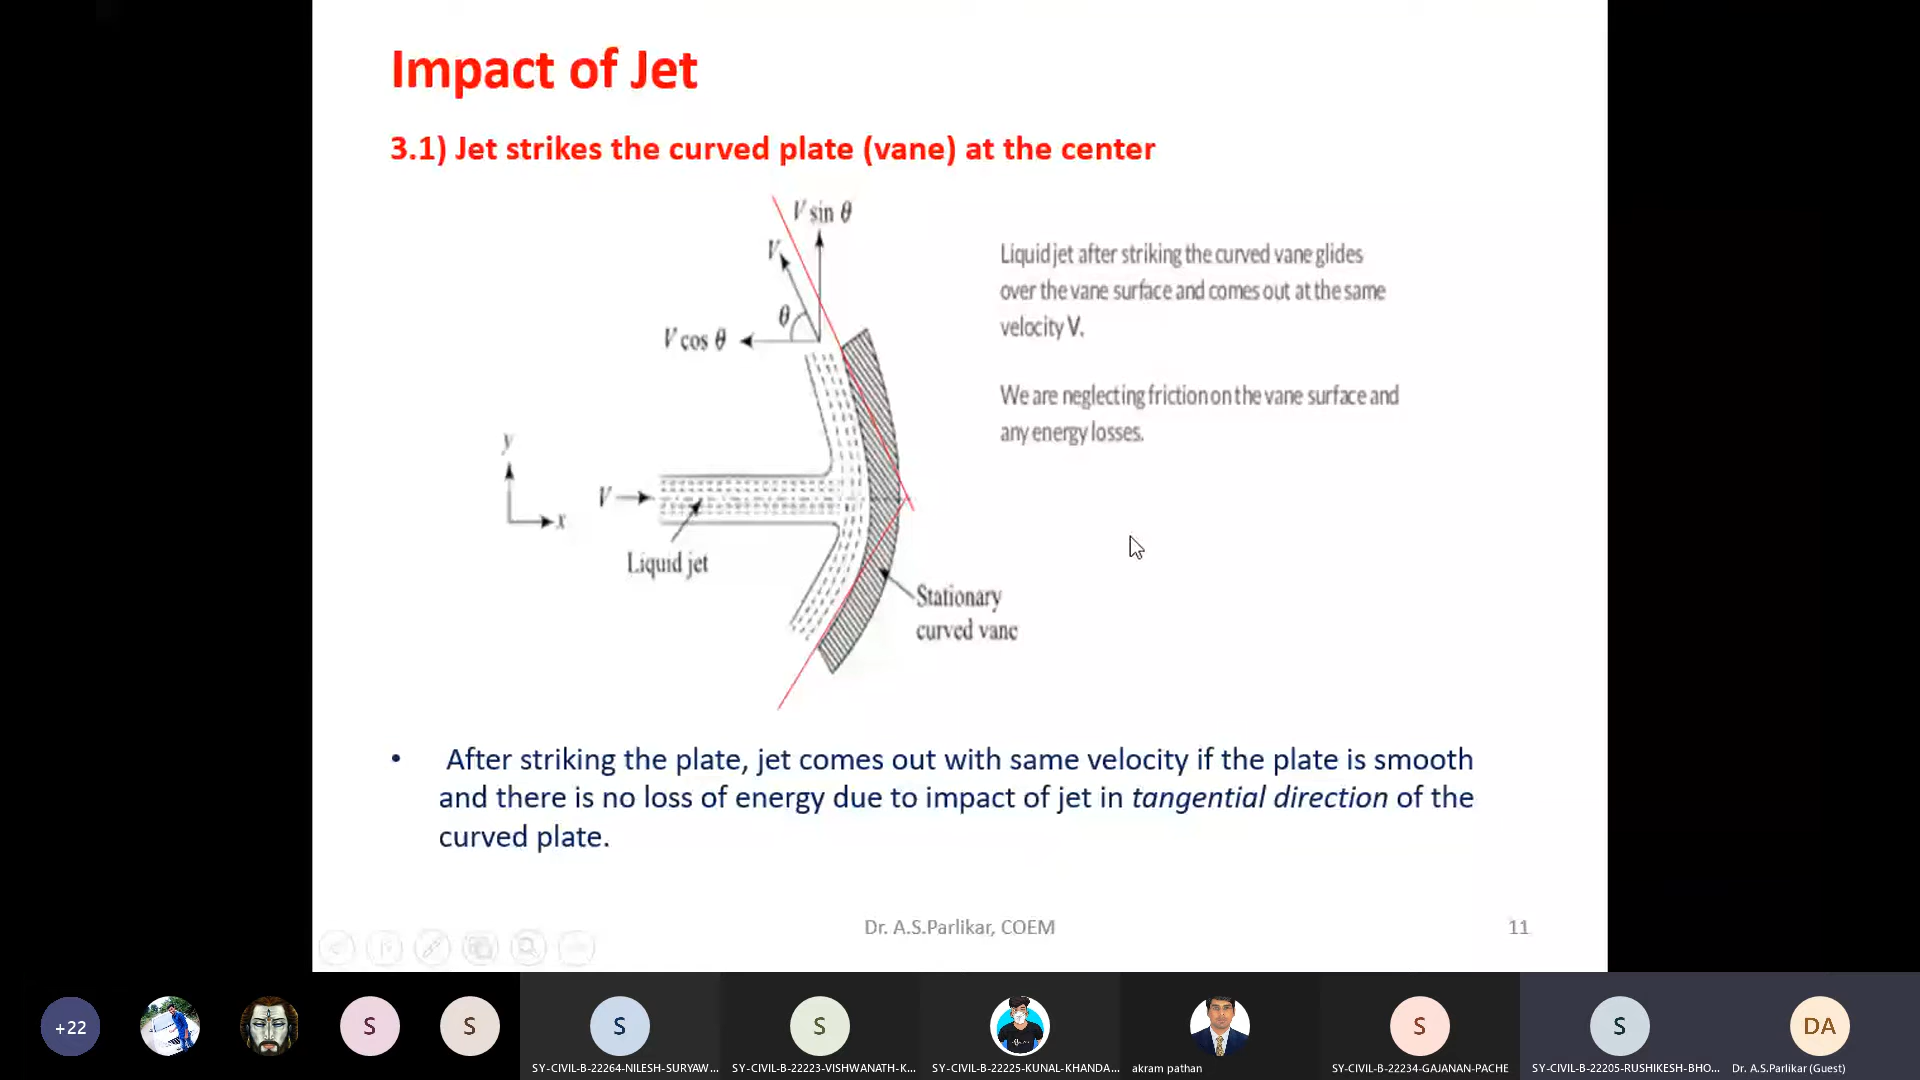 Impact of Jet
3.1) Jet strikes the curved plate (vane) at the center
V sin θ
V
θ
V cos θ
Liquid jet after striking the curved vane glides
over the vane surface and comes out at the same
velocity V.
We are neglecting friction on the vane surface and
any energy losses.
y
x
V
Liquid jet
Stationary
curved vane
• After striking the plate, jet comes out with same velocity if the plate is smooth
and there is no loss of energy due to impact of jet in tangential direction of the
curved plate.
Dr. A.S.Parlikar, COEM
11
+22
S
S
S
S
S
S
DA
SY-CIVIL-B-22264-NILESH-SURYAW...
SY-CIVIL-B-22223-VISHWANATH-K...
SY-CIVIL-B-22225-KUNAL-KHANDA...
akram pathan
SY-CIVIL-B-22234-GAJANAN-PACHE
SY-CIVIL-B-22205-RUSHIKESH-BHO...
Dr. A.S.Parlikar (Guest)